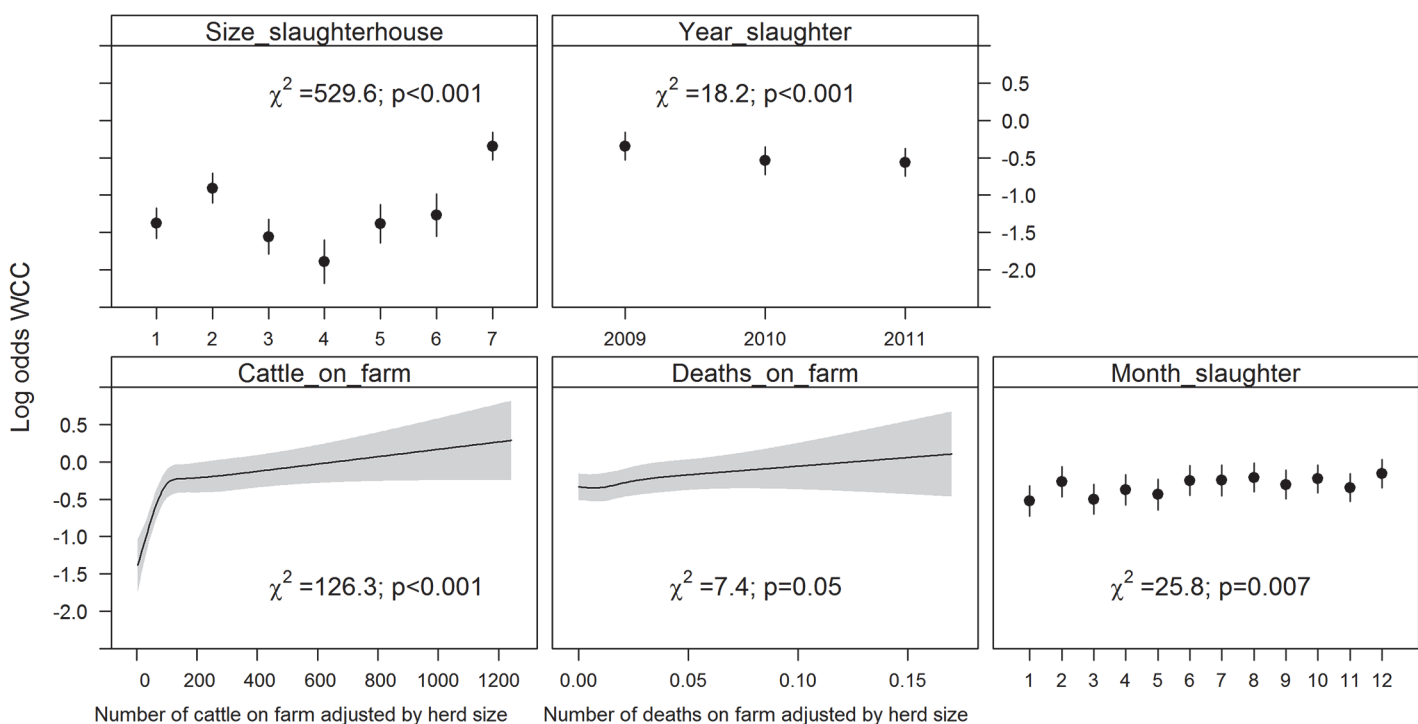 Size_slaughterhouse
Year_slaughter
χ² =529.6; p<0.001
χ² =18.2; p<0.001
0.5
0.0
-0.5
-1.0
-1.5
-2.0
1 2 3 4 5 6 7
2009 2010 2011
Log odds WCC
Cattle_on_farm
Deaths_on_farm
Month_slaughter
0.5
0.0
-0.5
-1.0
-1.5
-2.0
χ² =126.3; p<0.001
χ² =7.4; p=0.05
χ² =25.8; p=0.007
0 200 400 600 800 1000 1200
0.00 0.05 0.10 0.15
1 2 3 4 5 6 7 8 9 10 11 12
Number of cattle on farm adjusted by herd size
Number of deaths on farm adjusted by herd size